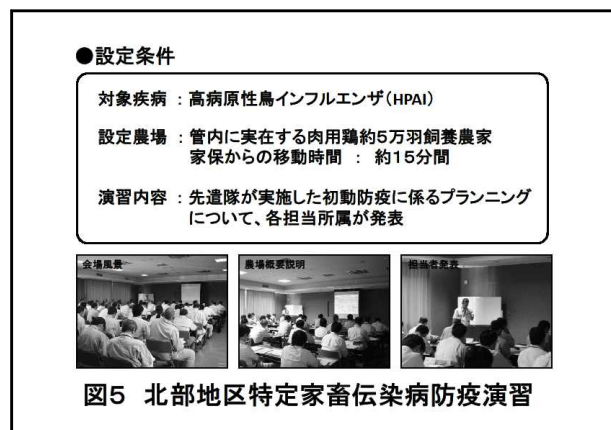 ●設定条件
対象疾病 ：高病原性鳥インフルエンザ（HPAI）
設定農場 ：管内に実在する肉用鶏約5万羽飼養農家
家保からの移動時間 ： 約15分間
演習内容 ：先遣隊が実施した初動防疫に係るプランニング
について、各担当所属が発表
会場風景
農場概要説明
担当者発表
図5 北部地区特定家畜伝染病防疫演習